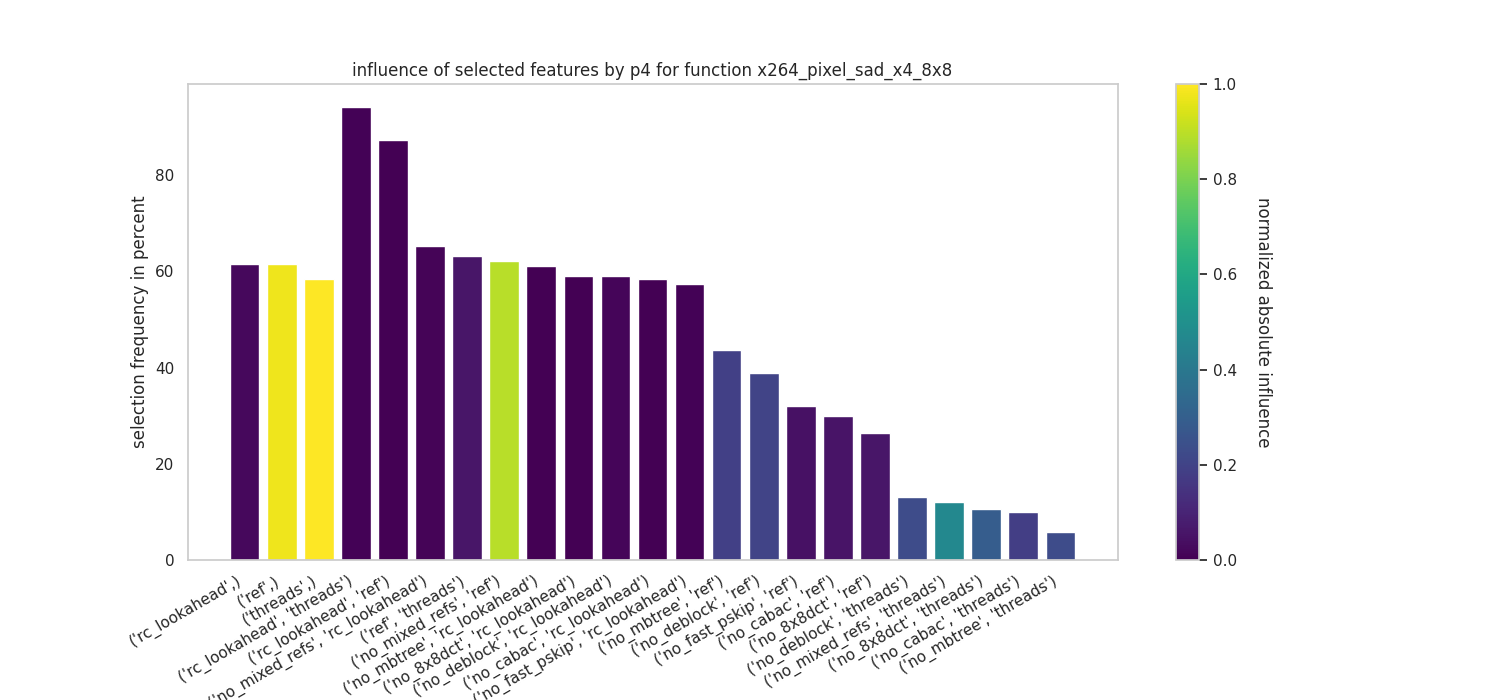 influence of selected features by p4 for function x264_pixel_sad_x4_8x8
selection frequency in percent
80
60
40
20
0
('rc_lookahead',)
('ref',)
('threads',)
('rc_lookahead', 'threads')
('rc_lookahead', 'ref')
('no_mixed_refs', 'rc_lookahead')
('ref', 'threads')
('no_mixed_refs', 'ref')
('no_mbtree', 'rc_lookahead')
('no_8x8dct', 'rc_lookahead')
('no_deblock', 'rc_lookahead')
('no_cabac', 'rc_lookahead')
('no_fast_pskip', 'rc_lookahead')
('no_mbtree', 'ref')
('no_deblock', 'ref')
('no_fast_pskip', 'ref')
('no_cabac', 'ref')
('no_8x8dct', 'ref')
('no_deblock', 'threads')
('no_mixed_refs', 'threads')
('no_8x8dct', 'threads')
('no_cabac', 'threads')
('no_mbtree', 'threads')
1.0
0.8
0.6
0.4
0.2
0.0
normalized absolute influence